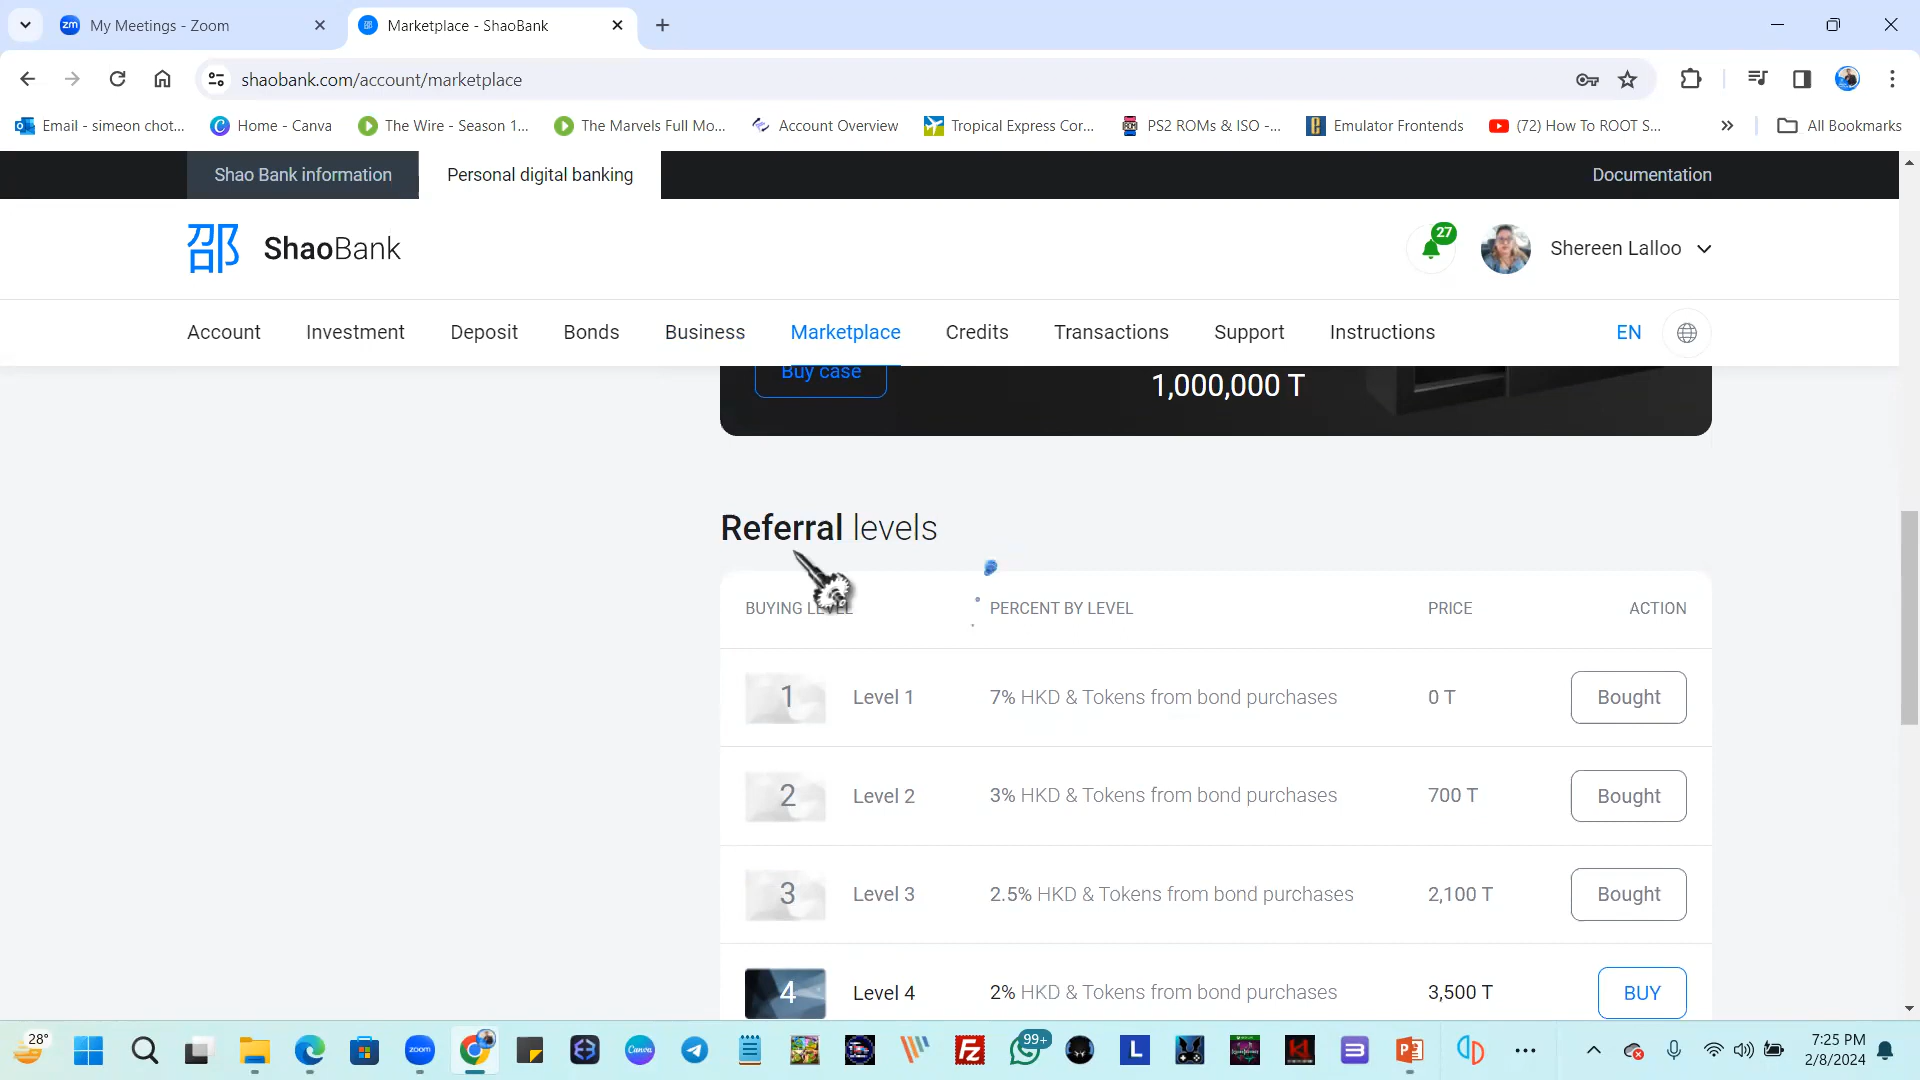 My Meetings - Zoom
Marketplace - ShaoBank
shaobank.com/account/marketplace
Email - simeon chot...
Home - Canva
The Wire - Season 1...
The Marvels Full Mo...
Account Overview
Tropical Express Cor...
PS2 ROMs & ISO -...
Emulator Frontends
(72) How To ROOT S...
All Bookmarks
Shao Bank information
Personal digital banking
Documentation
邵 ShaoBank
27
Shereen Lalloo
Account Investment Deposit Bonds Business Marketplace Credits Transactions Support Instructions EN
Buy case
1,000,000 T
Referral levels
BUYING LEVEL PERCENT BY LEVEL PRICE ACTION
1 Level 1 7% HKD & Tokens from bond purchases 0 T Bought
2 Level 2 3% HKD & Tokens from bond purchases 700 T Bought
3 Level 3 2.5% HKD & Tokens from bond purchases 2,100 T Bought
4 Level 4 2% HKD & Tokens from bond purchases 3,500 T BUY
28°
zoom
Canva
99+
7:25 PM
2/8/2024